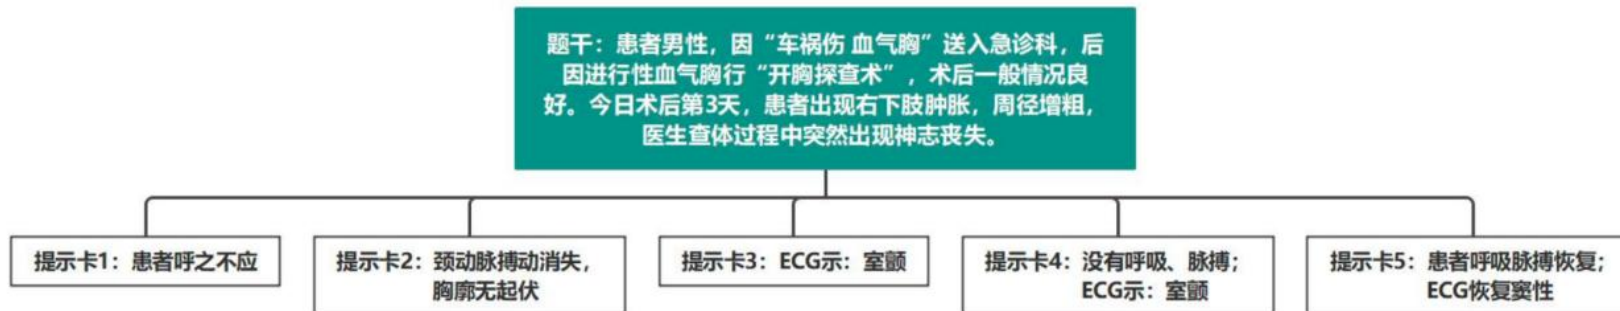 题干：患者男性，因“车祸伤 血气胸”送入急诊科，后
因进行性血气胸行“开胸探查术”，术后一般情况良
好。今日术后第3天，患者出现右下肢肿胀，周径增粗，
医生查体过程中突然出现神志丧失。
提示卡1：患者呼之不应
提示卡2：颈动脉搏动消失，
胸廓无起伏
提示卡3：ECG示：室颤
提示卡4：没有呼吸、脉搏；
ECG示：室颤
提示卡5：患者呼吸脉搏恢复；
ECG恢复窦性